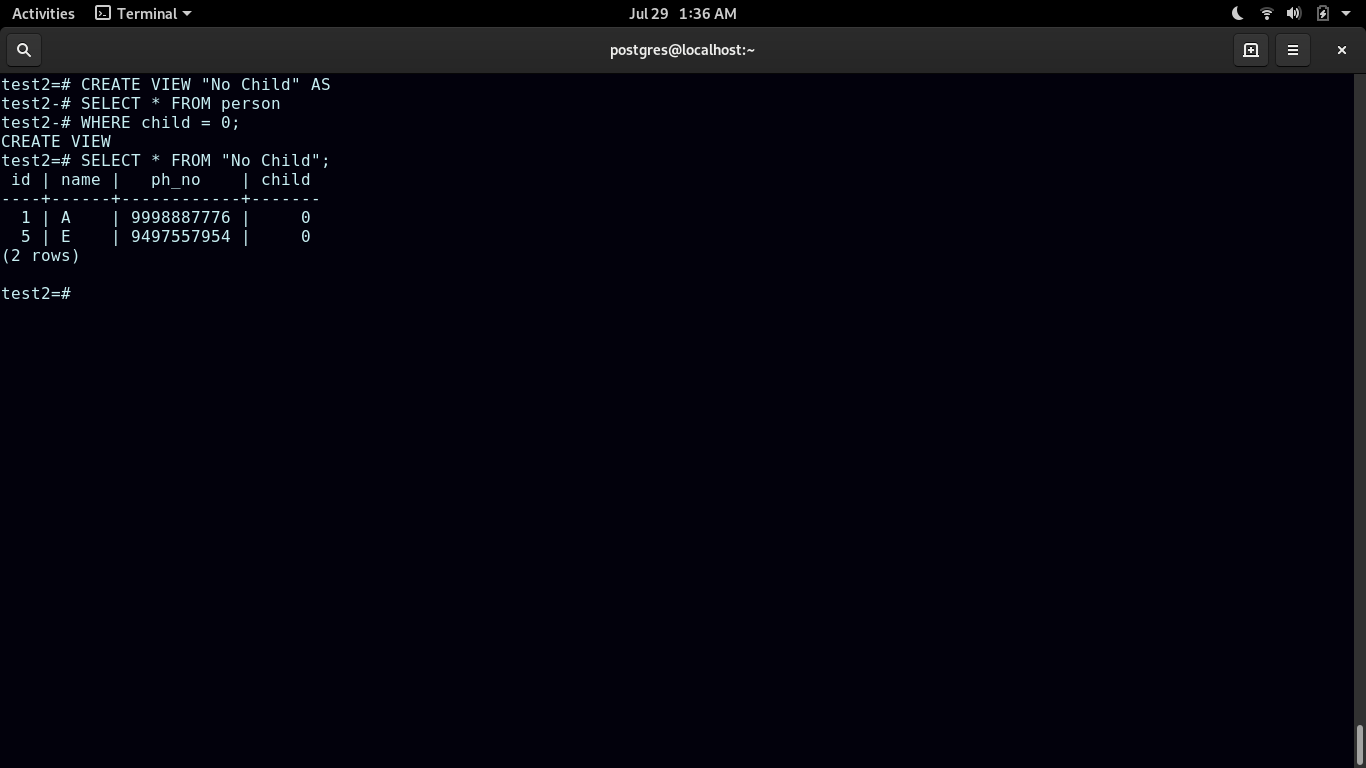 Activities Terminal Jul 29 1:36 AM
postgres@localhost:~
test2=# CREATE VIEW "No Child" AS
test2-# SELECT * FROM person
test2-# WHERE child = 0;
CREATE VIEW
test2=# SELECT * FROM "No Child";
 id | name |   ph_no    | child
----+------+------------+-------
  1 | A    | 9998887776 |     0
  5 | E    | 9497557954 |     0
(2 rows)
test2=#